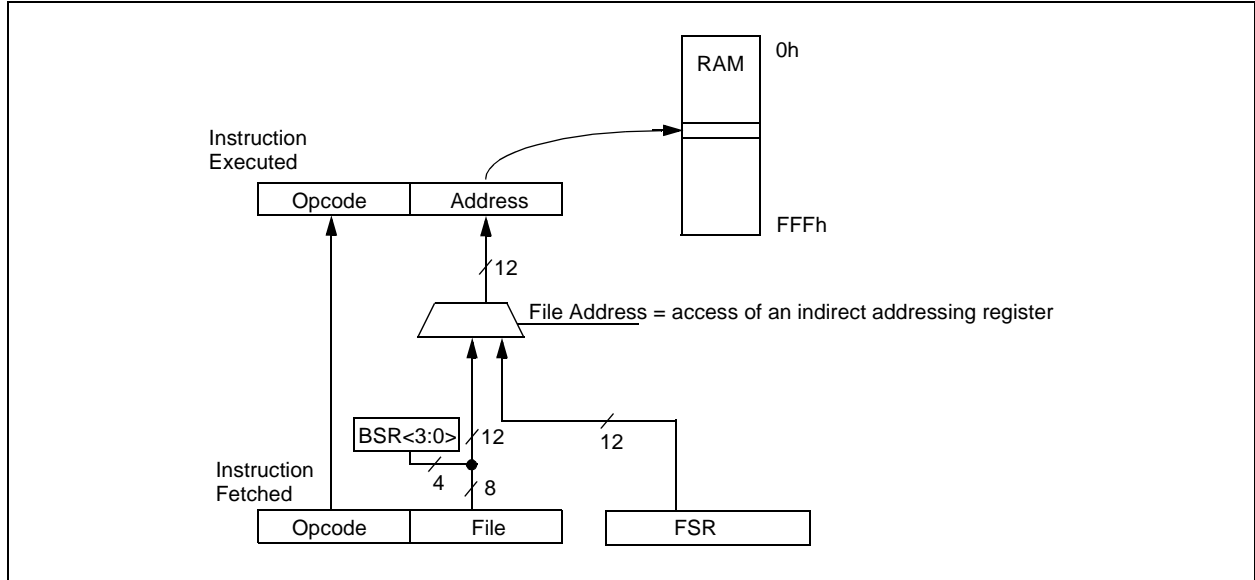 RAM
0h
Instruction
Executed
Opcode
Address
FFFh
12
File Address = access of an indirect addressing register
BSR<3:0>
12
12
Instruction
Fetched
4
8
Opcode
File
FSR